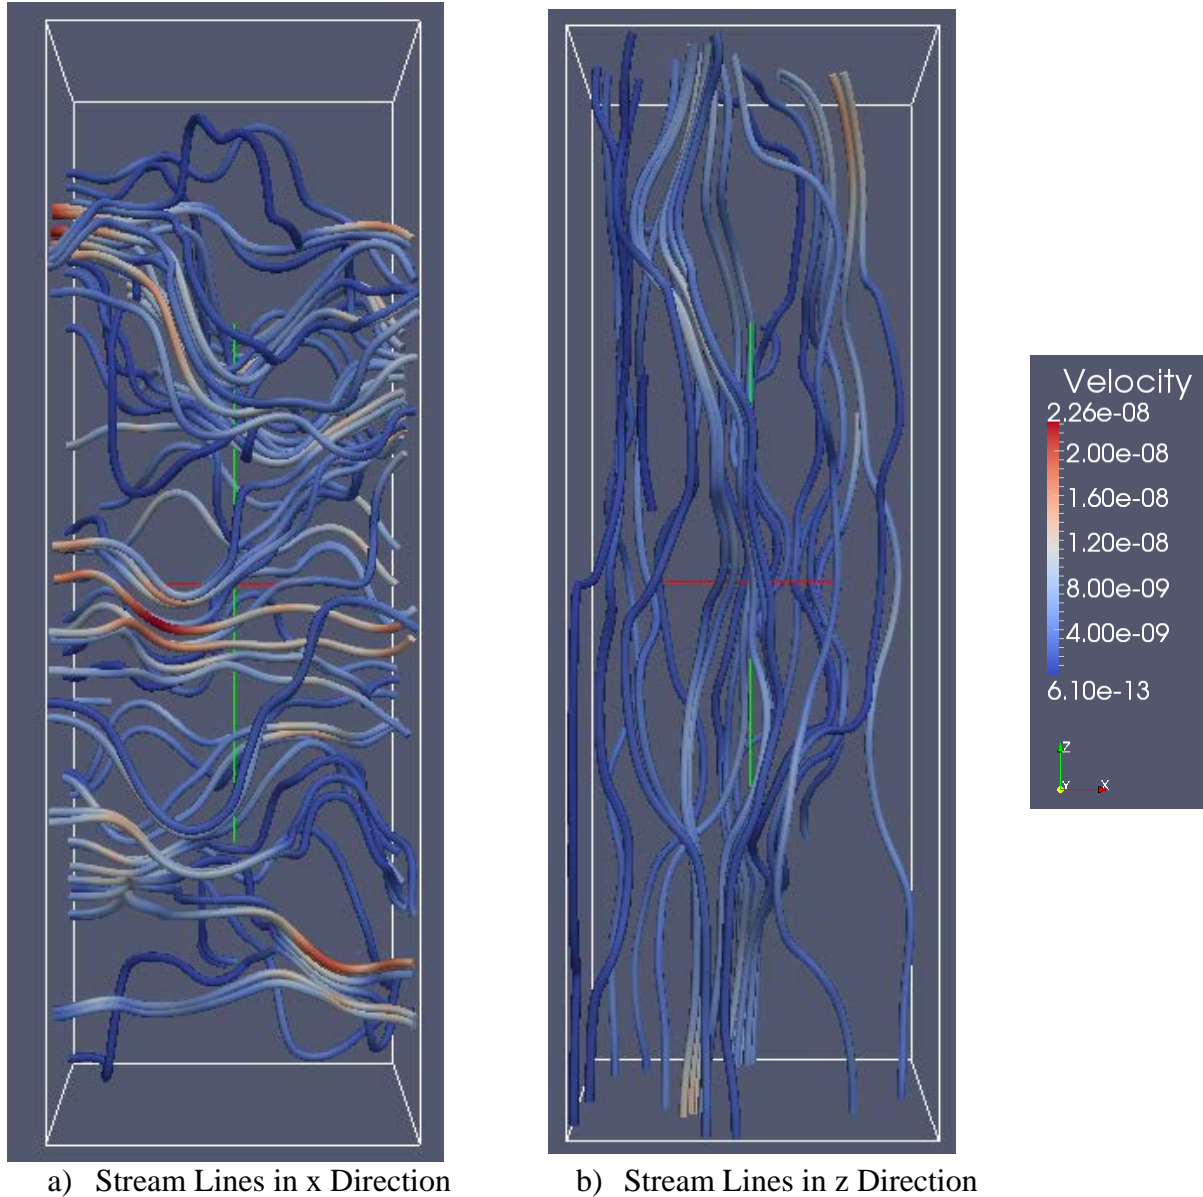 Velocity
2.26e-08
2.00e-08
1.60e-08
1.20e-08
8.00e-09
4.00e-09
6.10e-13
Z
Y
X
a) Stream Lines in x Direction
b) Stream Lines in z Direction